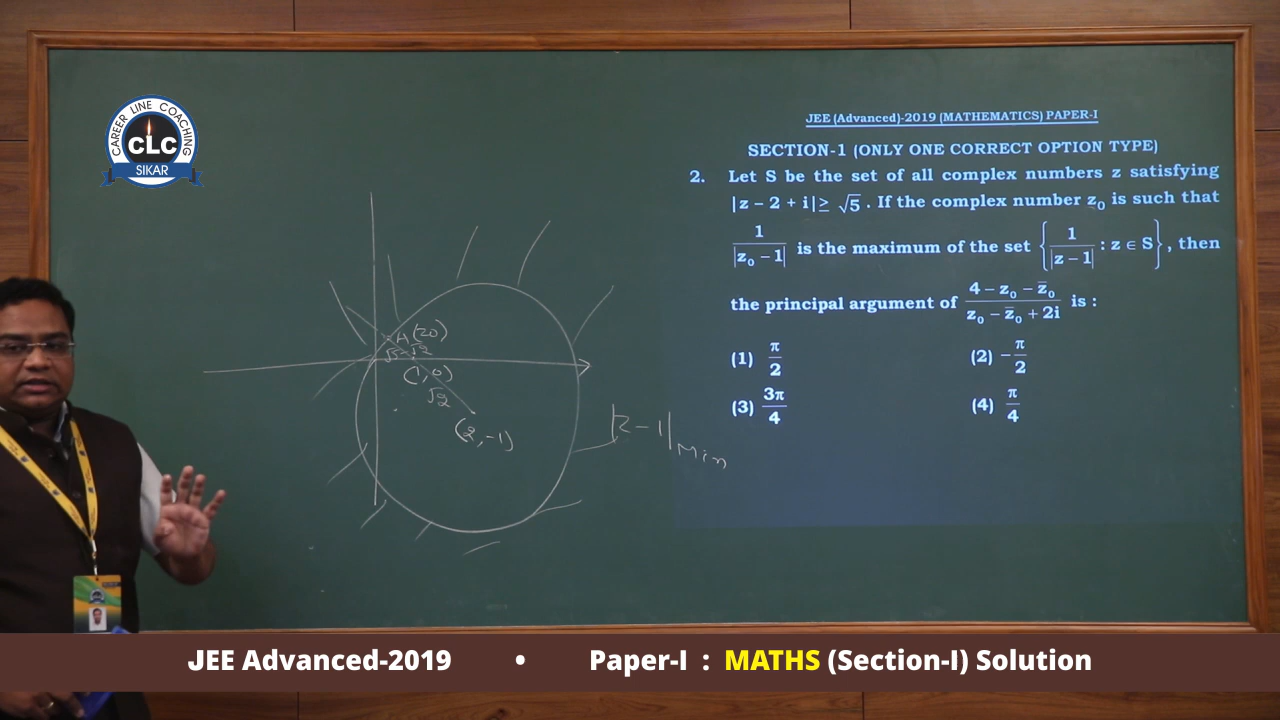 CAREER LINE COACHING
CLC
SIKAR
JEE (Advanced)-2019 (MATHEMATICS) PAPER-I
SECTION-1 (ONLY ONE CORRECT OPTION TYPE)
2. Let S be the set of all complex numbers z satisfying
|z – 2 + i| ≥ √5 . If the complex number z₀ is such that
1/|z₀ – 1| is the maximum of the set {1/|z – 1| : z ∈ S}, then
the principal argument of (4 – z₀ – z̄₀)/(z₀ – z̄₀ + 2i) is :
(1) π/2 (2) –π/2
(3) 3π/4 (4) π/4
A (z0)
√5-√2
(1,0)
√2
(2,-1)
|z-1|Min
JEE Advanced-2019 • Paper-I : MATHS (Section-I) Solution